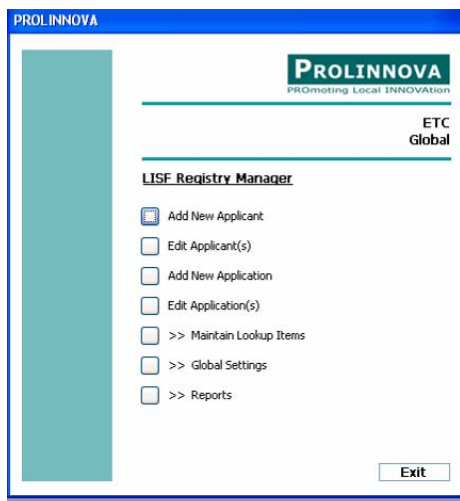 PROLINNOVA
PROLINNOVA
PROmoting Local INNOVAtion
ETC
Global
LISF Registry Manager
Add New Applicant
Edit Applicant(s)
Add New Application
Edit Application(s)
>> Maintain Lookup Items
>> Global Settings
>> Reports
Exit